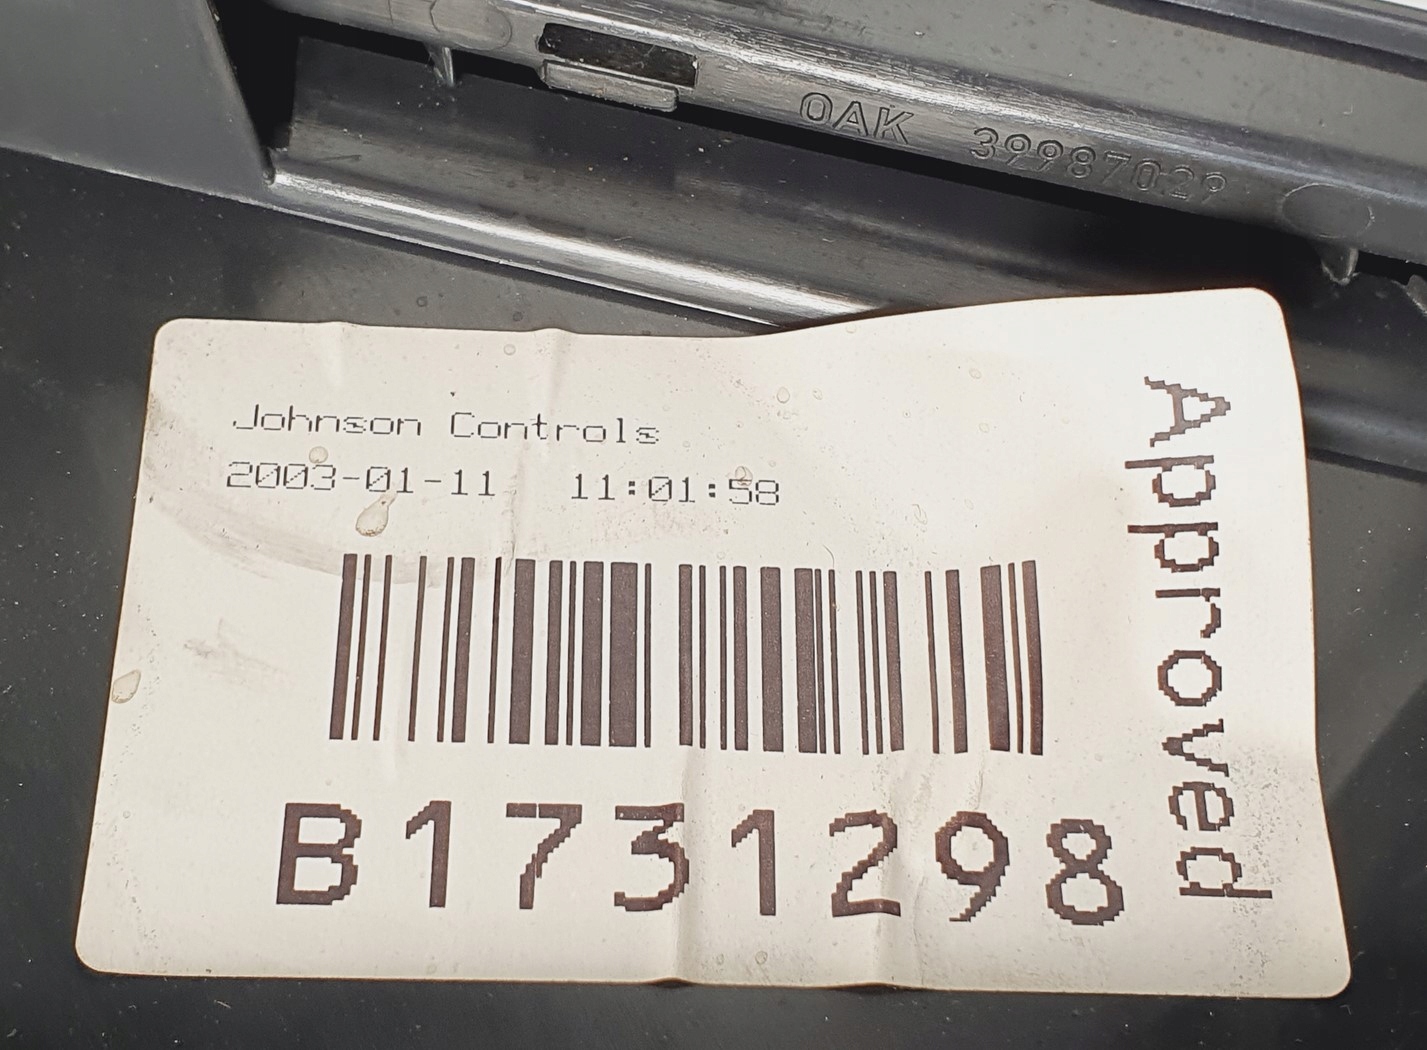 OAK 39987029
Johnson Controls
2003-01-11 11:01:58
B1731298
Approved